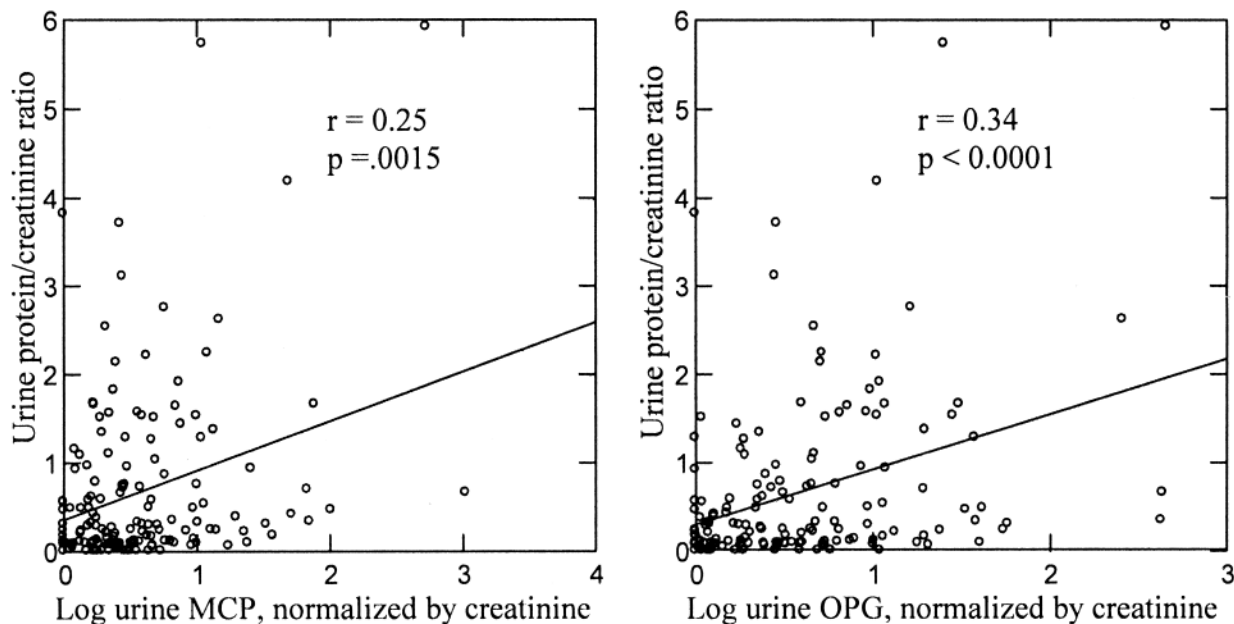 6
5
4
3
2
1
0
Urine protein/creatinine ratio
r = 0.25
p =.0015
0
1
2
3
4
Log urine MCP, normalized by creatinine
6
5
4
3
2
1
0
Urine protein/creatinine ratio
r = 0.34
p < 0.0001
0
1
2
3
Log urine OPG, normalized by creatinine